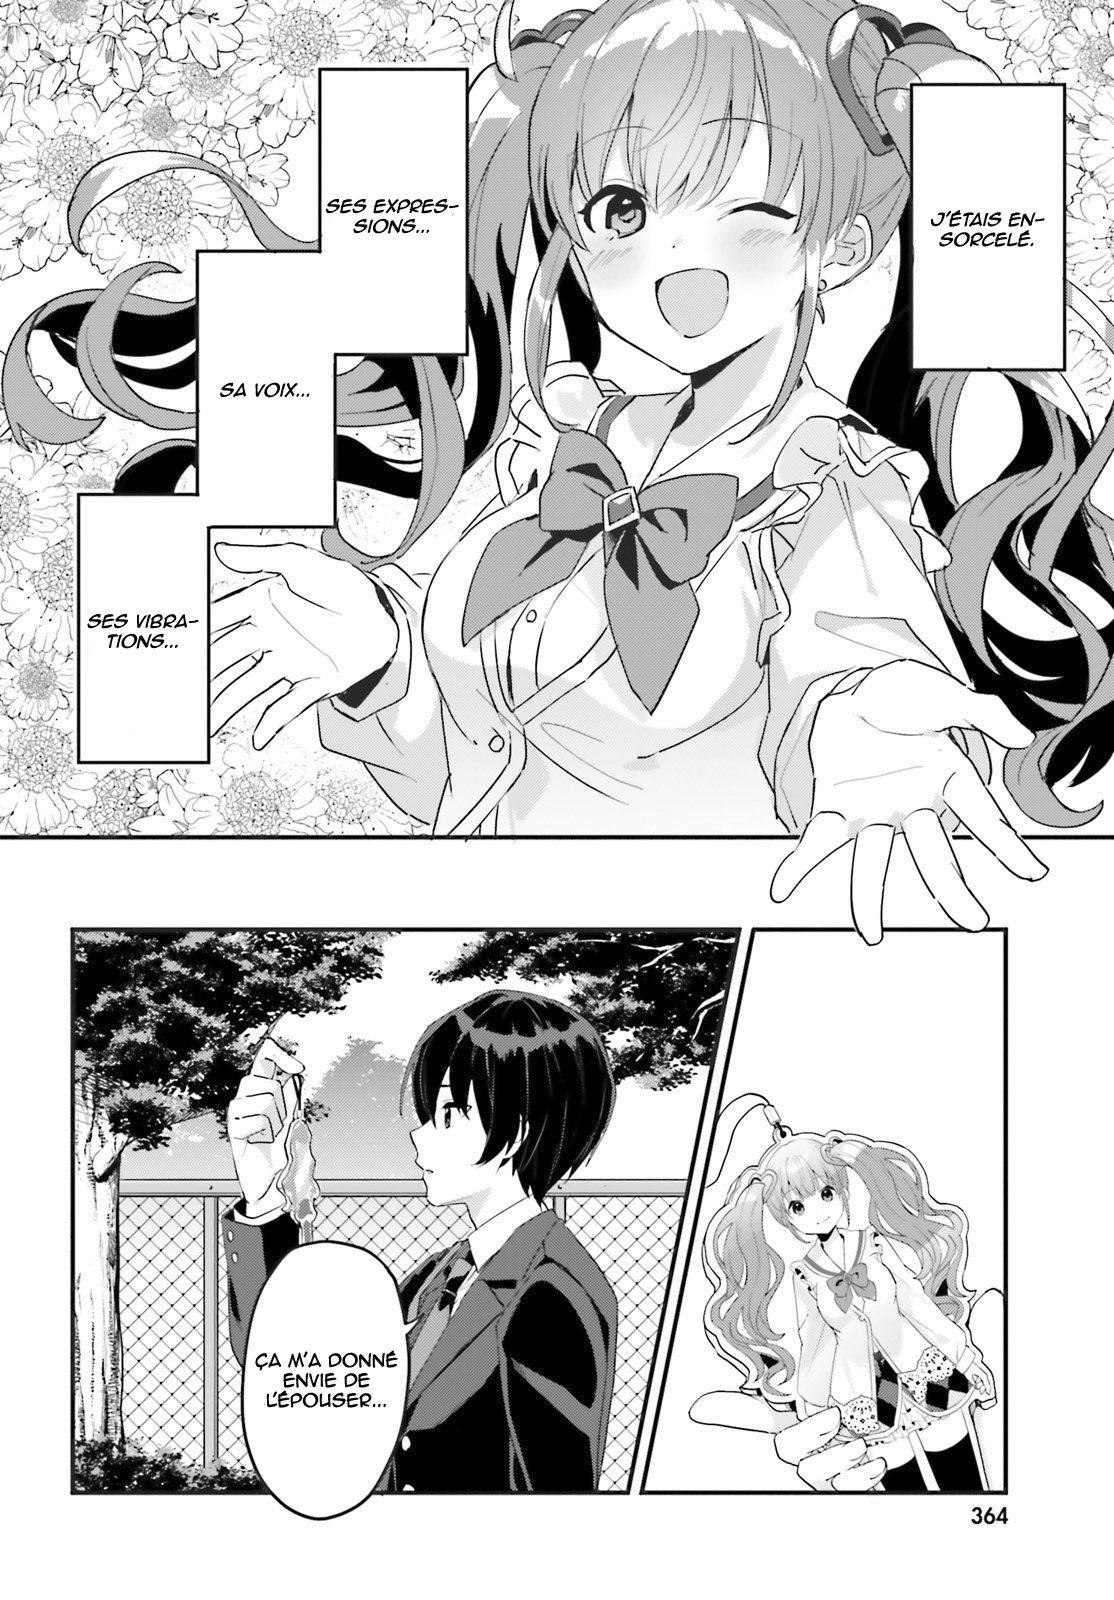 J'ÉTAIS EN-
SORCELÉ.
SES EXPRES-
SIONS...
SA VOIX...
SES VIBRA-
TIONS...
ÇA M'A DONNÉ
ENVIE DE
L'ÉPOUSER...
364